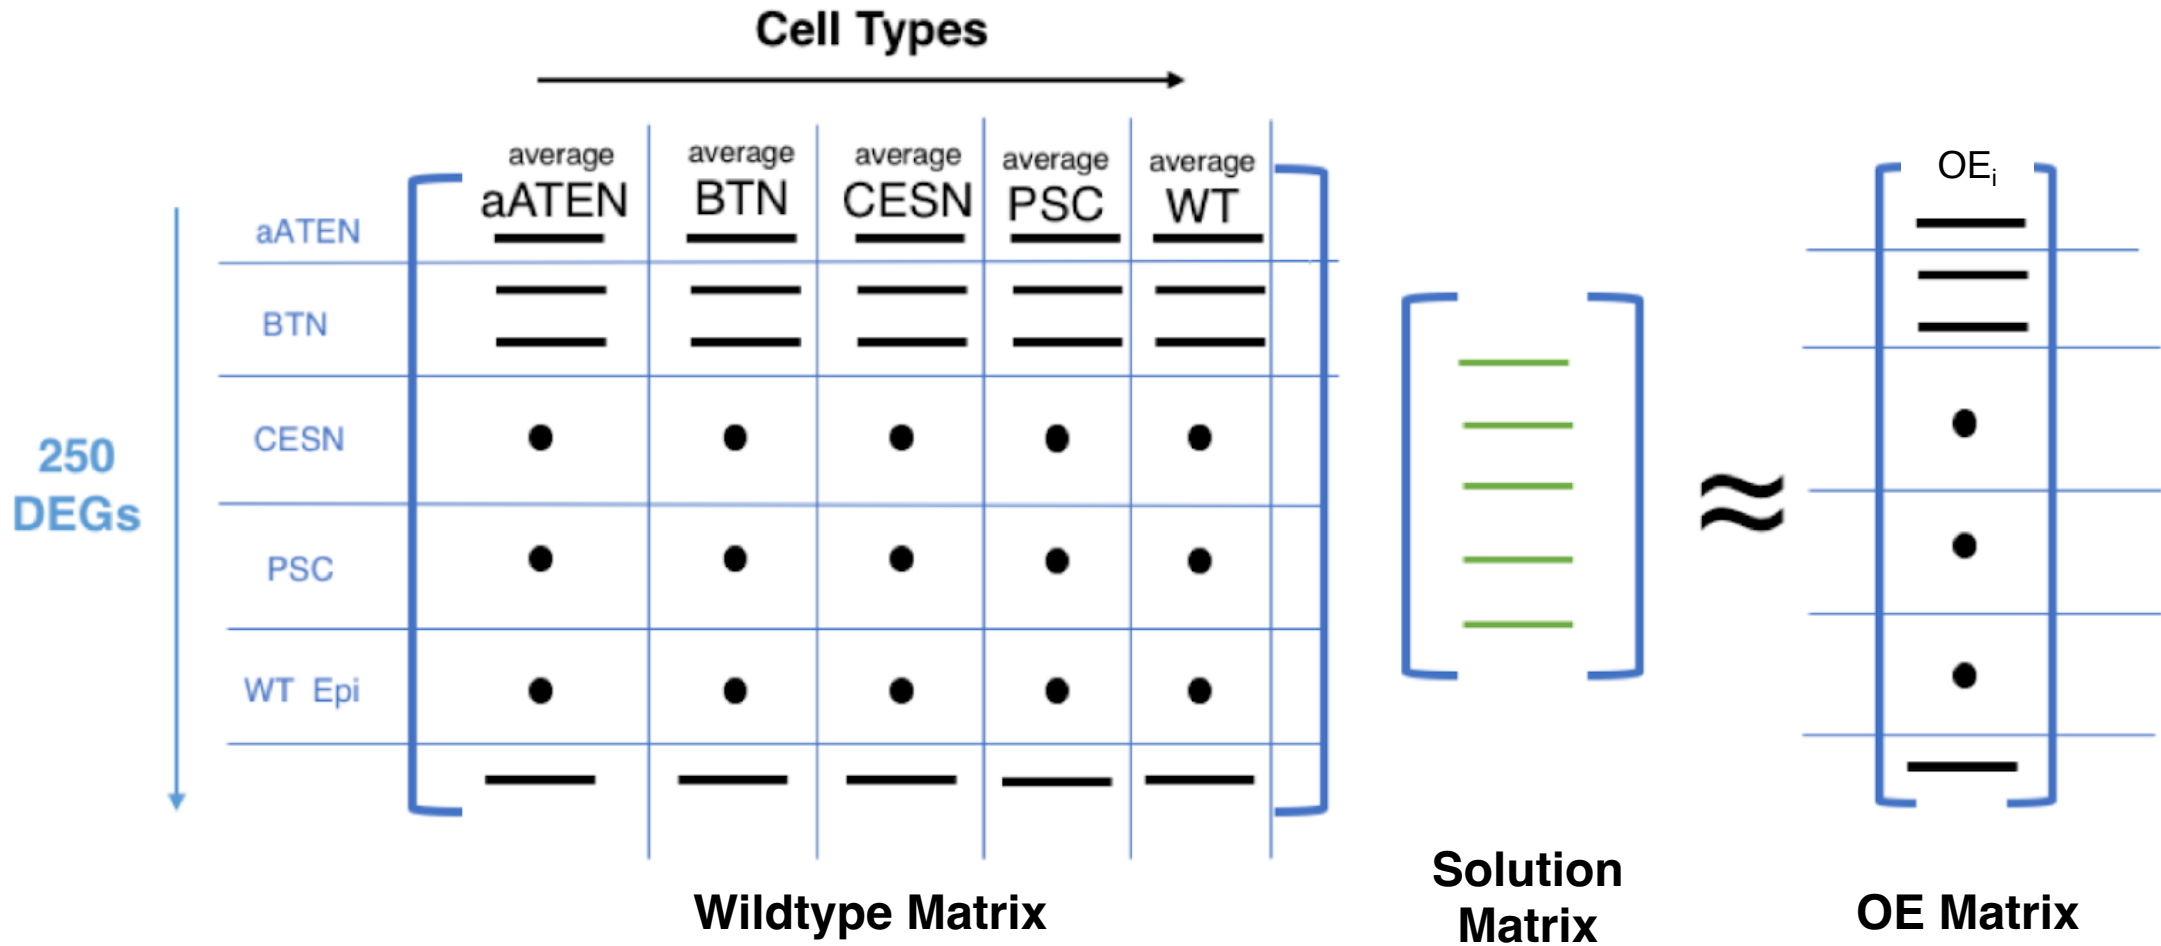 Cell Types
average average average average average
aATEN BTN CESN PSC WT
OEi
aATEN
BTN
CESN
250
DEGs
PSC
≈
WT Epi
Wildtype Matrix
Solution
Matrix
OE Matrix